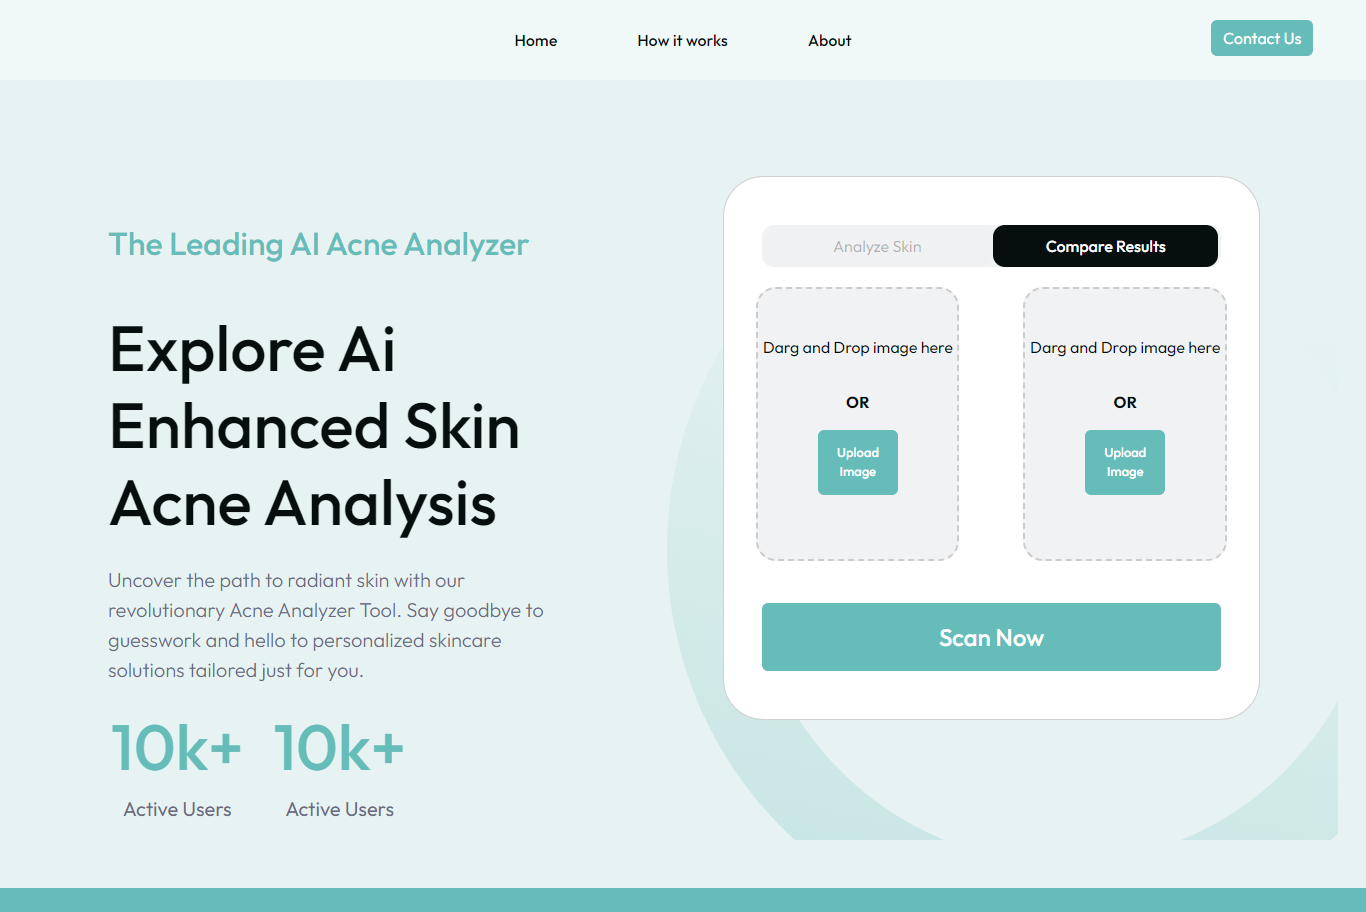 Home
How it works
About
Contact Us
The Leading AI Acne Analyzer
Explore Ai
Enhanced Skin
Acne Analysis
Uncover the path to radiant skin with our
revolutionary Acne Analyzer Tool. Say goodbye to
guesswork and hello to personalized skincare
solutions tailored just for you.
10k+
Active Users
10k+
Active Users
Analyze Skin
Compare Results
Darg and Drop image here
OR
Upload
Image
Darg and Drop image here
OR
Upload
Image
Scan Now